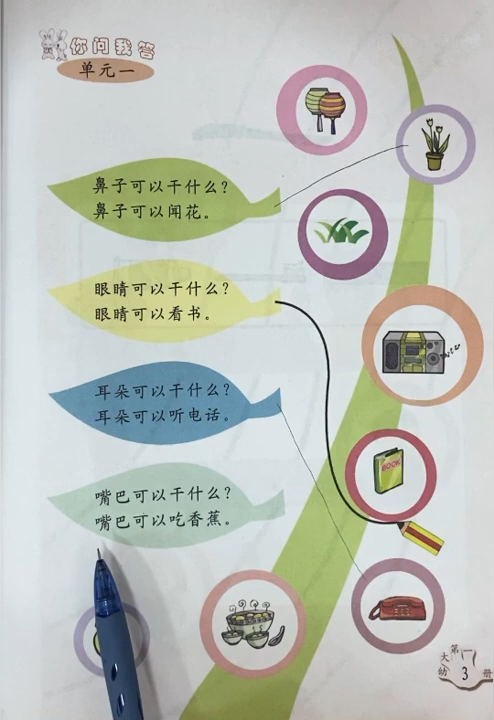 你问我答
单元一
鼻子可以干什么？
鼻子可以闻花。
眼睛可以干什么？
眼睛可以看书。
BOOK
耳朵可以干什么？
耳朵可以听电话。
嘴巴可以干什么？
嘴巴可以吃香蕉。
大幼
第一册
3